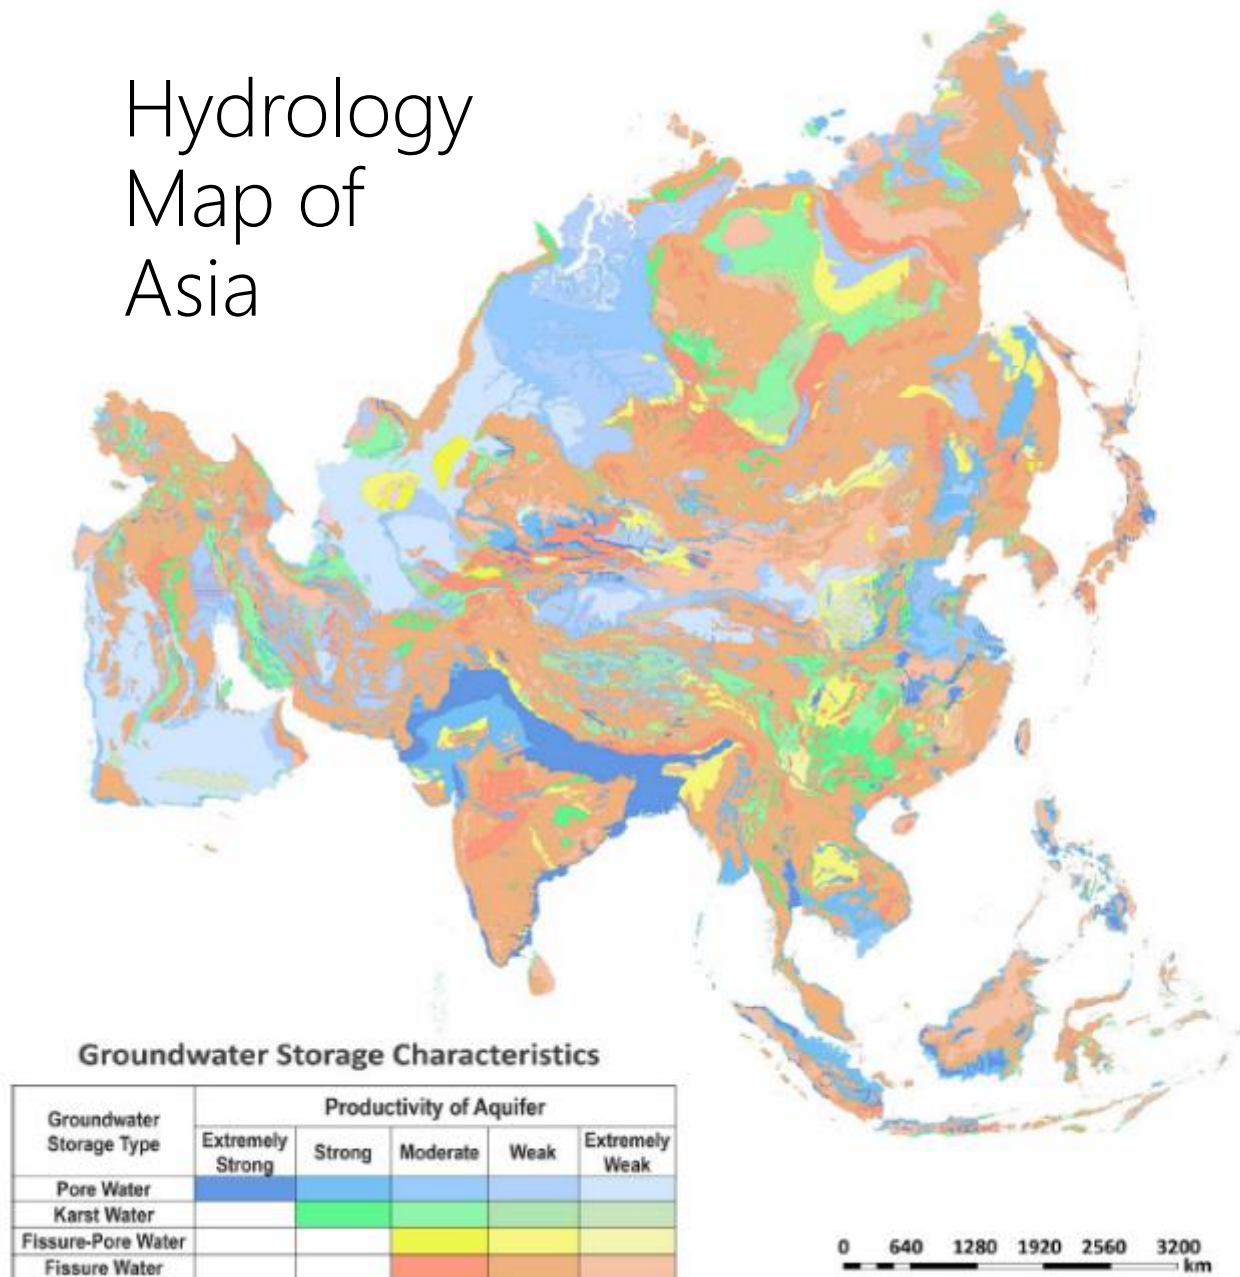 Hydrology
Map of
Asia
Groundwater Storage Characteristics
Groundwater
Storage Type
Productivity of Aquifer
Extremely
Strong
Strong
Moderate
Weak
Extremely
Weak
Pore Water
Karst Water
Fissure-Pore Water
Fissure Water
0 640 1280 1920 2560 3200
km